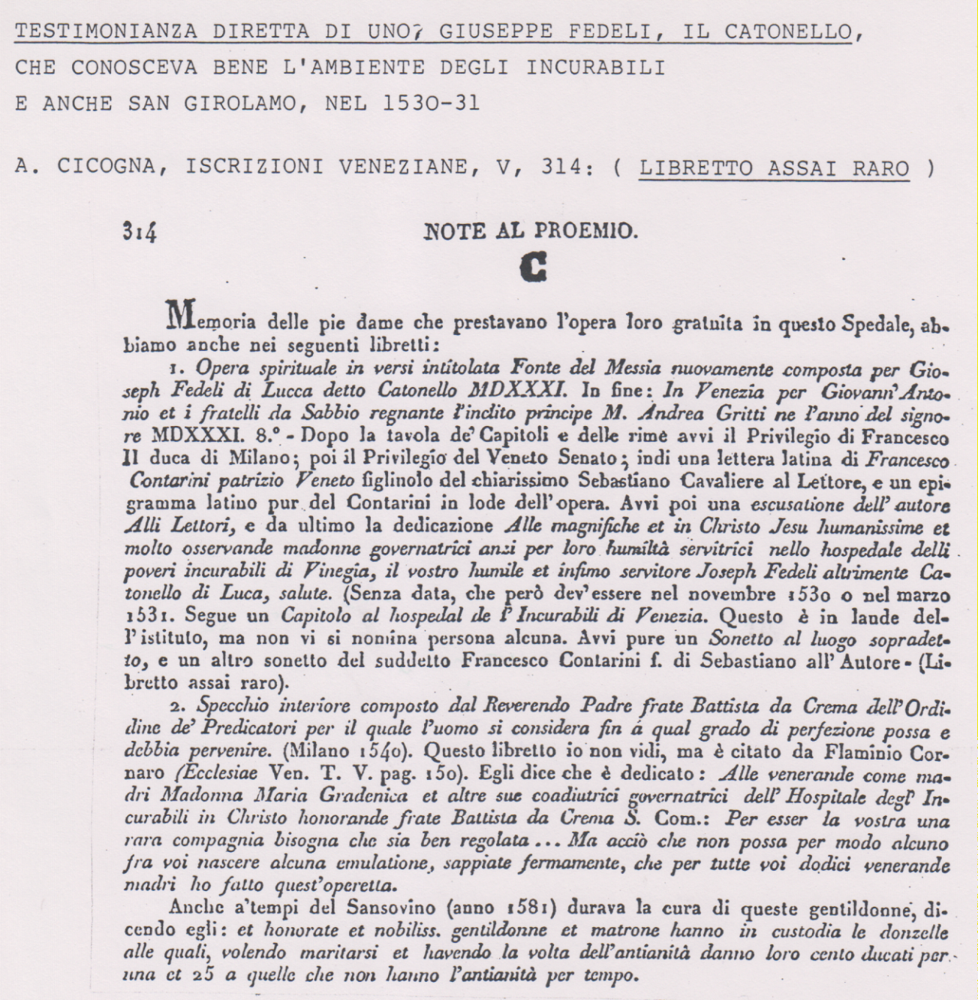 TESTIMONIANZA DIRETTA DI UNO, GIUSEPPE FEDELI, IL CATONELLO,
CHE CONOSCEVA BENE L'AMBIENTE DEGLI INCURABILI
E ANCHE SAN GIROLAMO, NEL 1530-31
A. CICOGNA, ISCRIZIONI VENEZIANE, V, 314: ( LIBRETTO ASSAI RARO )
314 NOTE AL PROEMIO.
C
Memoria delle pie dame che prestavano l'opera loro gratuita in questo Spedale, ab-
biamo anche nei seguenti libretti:
1. Opera spirituale in versi intitolata Fonte del Messia nuovamente composta per Gio-
seph Fedeli di Lucca detto Catonello MDXXXI. In fine: In Venezia per Giovann'Anto-
nio et i fratelli da Sabbio regnante l'inclito principe M. Andrea Gritti ne l'anno del signo-
re MDXXXI. 8.° - Dopo la tavola de' Capitoli e delle rime avvi il Privilegio di Francesco
II duca di Milano; poi il Privilegio del Veneto Senato; indi una lettera latina di Francesco
Contarini patrizio Veneto figlinolo del chiarissimo Sebastiano Cavaliere al Lettore, e un epi-
gramma latino pur del Contarini in lode dell'opera. Avvi poi una escusatione dell'autore
Alli Lettori, e da ultimo la dedicazione Alle magnifiche et in Christo Jesu humanissime et
molto osservande madonne governatrici anzi per loro humiltà servitrici nello hospedale delli
poveri incurabili di Vinegia, il vostro humile et infimo servitore Joseph Fedeli altrimente Ca-
tonello di Luca, salute. (Senza data, che però dev'essere nel novembre 1530 o nel marzo
1531. Segue un Capitolo al hospedal de l'Incurabili di Venezia. Questo è in laude del-
l'istituto, ma non vi si nomina persona alcuna. Avvi pure un Sonetto al luogo sopradet-
to, e un altro sonetto del suddetto Francesco Contarini f. di Sebastiano all'Autore - (Li-
bretto assai raro).
2. Specchio interiore composto dal Reverendo Padre frate Battista da Crema dell'Ordi-
dine de' Predicatori per il quale l'uomo si considera fin á qual grado di perfezione possa e
debbia pervenire. (Milano 1540). Questo libretto io non vidi, ma è citato da Flaminio Cor-
naro (Ecclesiae Ven. T. V. pag. 150). Egli dice che è dedicato: Alle venerande come ma-
dri Madonna Maria Gradenica et altre sue coadiutrici governatrici dell'Hospitale degl' In-
curabili in Christo honorande frate Battista da Crema S. Com.: Per esser la vostra una
rara compagnia bisogna che sia ben regolata ... Ma acciò che non possa per modo alcuno
fra voi nascere alcuna emulatione, sappiate fermamente, che per tutte voi dodici venerande
madri ho fatto quest'operetta.
Anche a'tempi del Sansovino (anno 1581) durava la cura di queste gentildonne, di-
cendo egli: et honorate et nobiliss. gentildonne et matrone hanno in custodia le donzelle
alle quali, volendo maritarsi et havendo la volta dell'antianità danno loro cento ducati per
una et 25 a quelle che non hanno l'antianità per tempo.